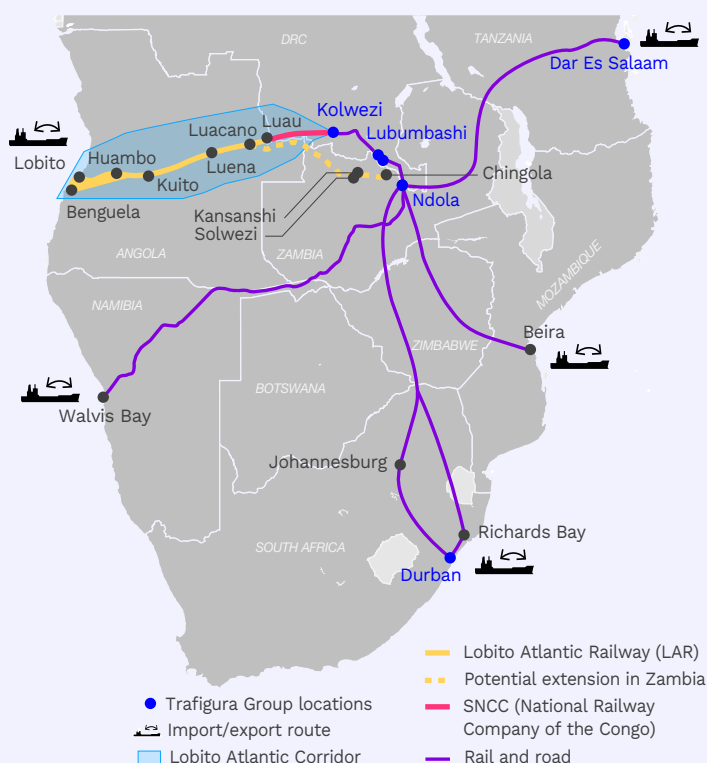 DRC
TANZANIA
Dar Es Salaam
Kolwezi
Luacano
Luau
Lubumbashi
Lobito
Huambo
Luena
Kuito
Chingola
Benguela
Kansanshi
Solwezi
Ndola
ANGOLA
ZAMBIA
MOZAMBIQUE
NAMIBIA
Beira
ZIMBABWE
BOTSWANA
Walvis Bay
Johannesburg
Richards Bay
SOUTH AFRICA
Durban
Trafigura Group locations
Import/export route
Lobito Atlantic Corridor
Lobito Atlantic Railway (LAR)
Potential extension in Zambia
SNCC (National Railway
Company of the Congo)
Rail and road